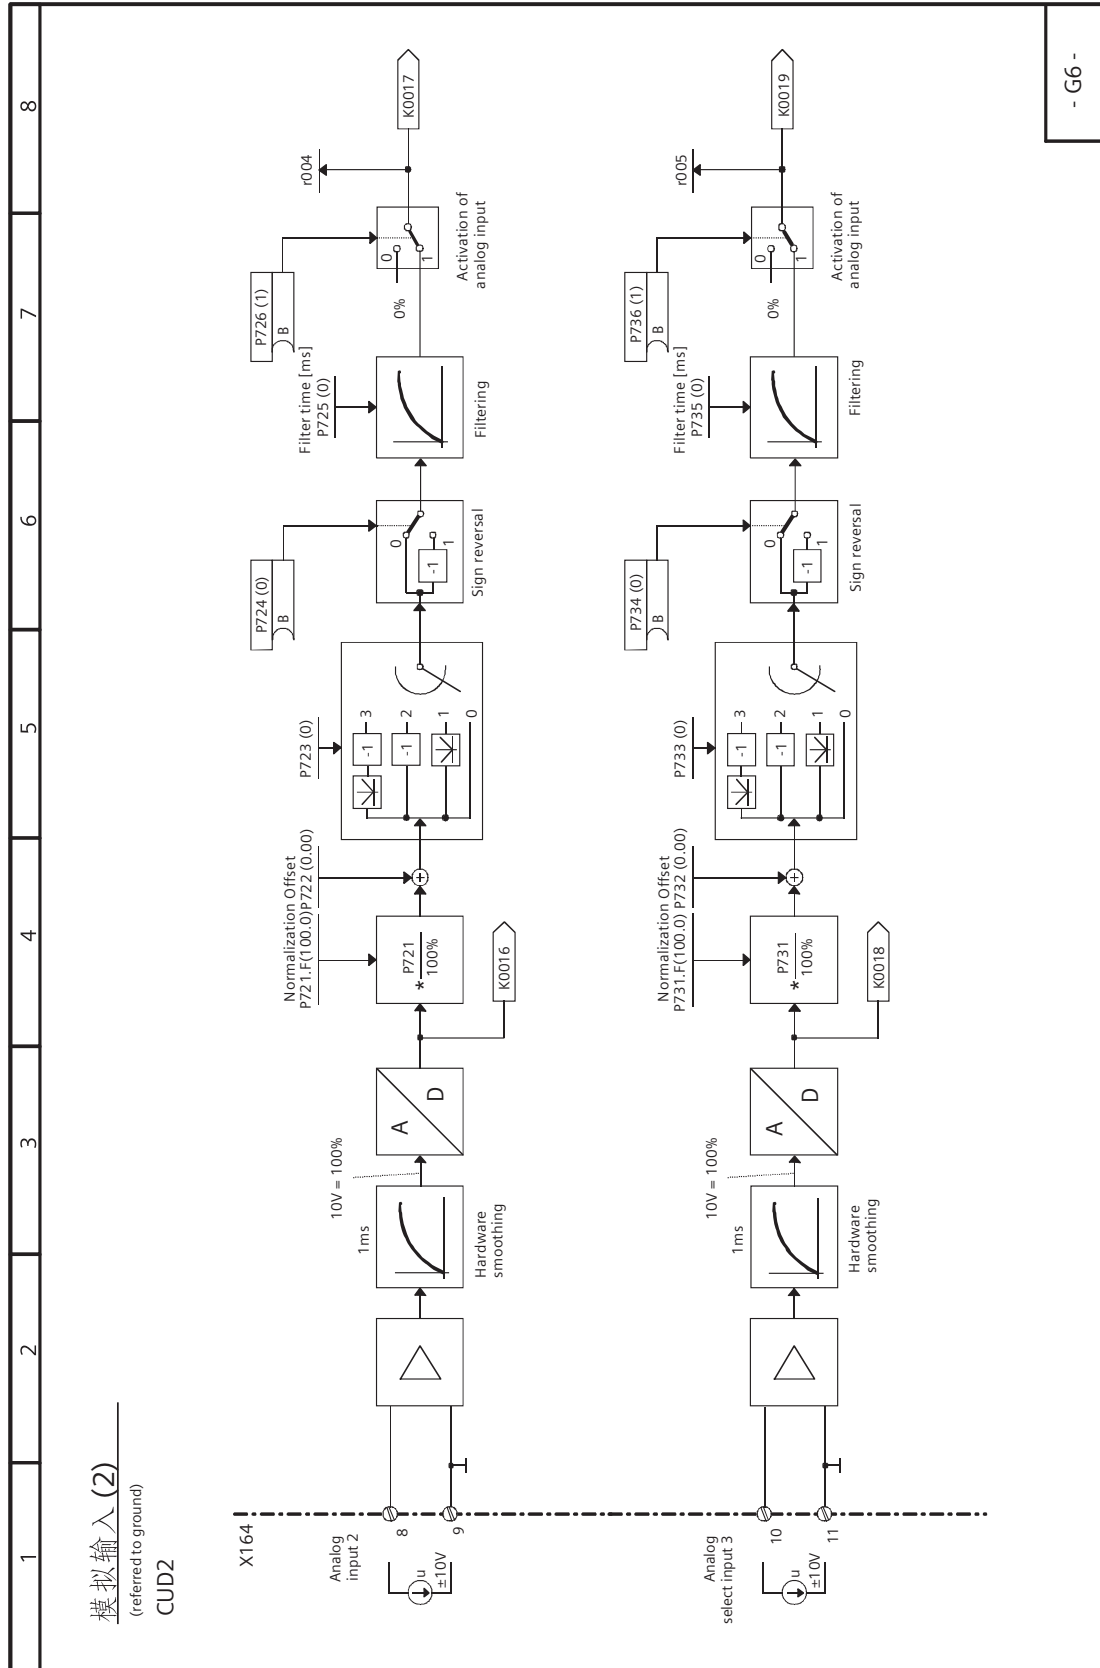 1
2
3
4
5
6
7
8
模拟输入 (2)
(referred to ground)
CUD2
X164
Analog
input 2
8
9
u
±10V
1ms
Hardware
smoothing
10V = 100%
A
D
K0016
Normalization Offset
P721.F(100.0)P722 (0.00)
* P721
100%
+
P723 (0)
-1
3
-1
2
1
0
P724 (0)
B
0
-1
1
Sign reversal
Filter time [ms]
P725 (0)
Filtering
P726 (1)
B
0%
0
1
Activation of
analog input
r004
K0017
Analog
select input 3
10
11
u
±10V
1ms
Hardware
smoothing
10V = 100%
A
D
K0018
Normalization Offset
P731.F(100.0) P732 (0.00)
* P731
100%
+
P733 (0)
-1
3
-1
2
1
0
P734 (0)
B
0
-1
1
Sign reversal
Filter time [ms]
P735 (0)
Filtering
P736 (1)
B
0%
0
1
Activation of
analog input
r005
K0019
- G6 -